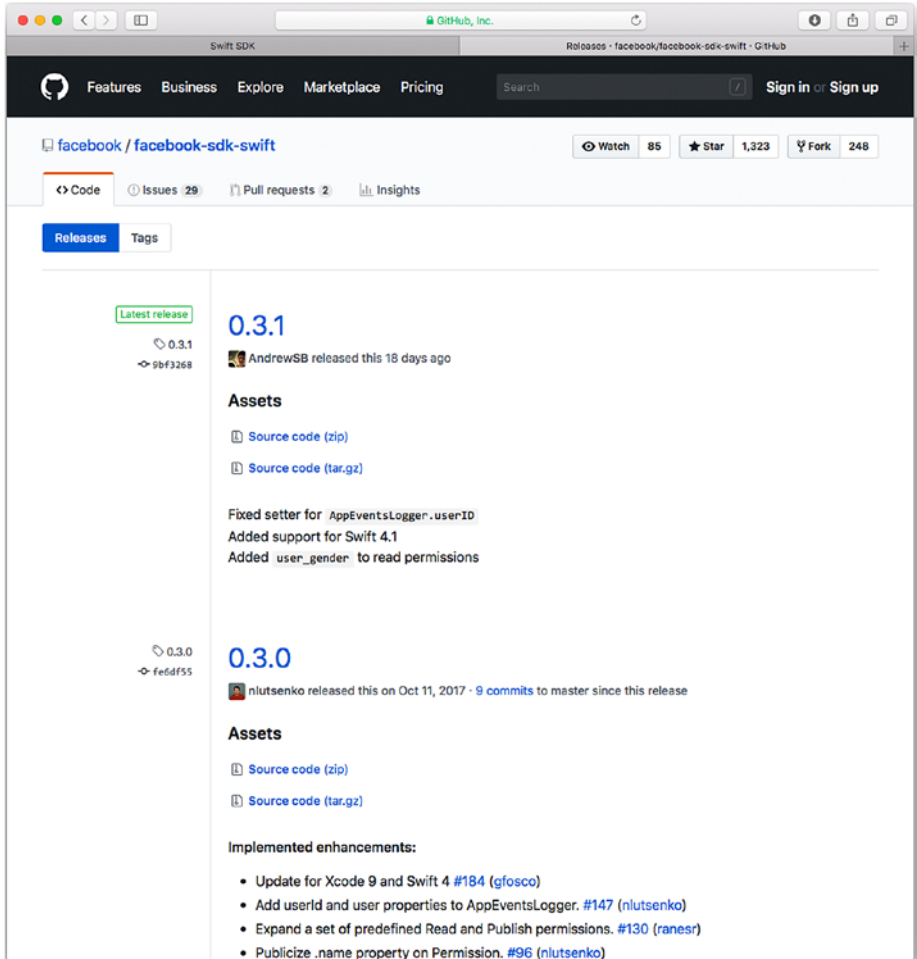 GitHub, Inc.
Swift SDK
Releases · facebook/facebook-sdk-swift · GitHub
Features Business Explore Marketplace Pricing Search / Sign in or Sign up
facebook / facebook-sdk-swift
Watch 85 Star 1,323 Fork 248
Code Issues 29 Pull requests 2 Insights
Releases Tags
Latest release
0.3.1
9bf3268
0.3.1
AndrewSB released this 18 days ago
Assets
Source code (zip)
Source code (tar.gz)
Fixed setter for AppEventsLogger.userID
Added support for Swift 4.1
Added user_gender to read permissions
0.3.0
fe6df55
0.3.0
nlutsenko released this on Oct 11, 2017 · 9 commits to master since this release
Assets
Source code (zip)
Source code (tar.gz)
Implemented enhancements:
• Update for Xcode 9 and Swift 4 #184 (gfosco)
• Add userId and user properties to AppEventsLogger. #147 (nlutsenko)
• Expand a set of predefined Read and Publish permissions. #130 (ranesr)
• Publicize .name property on Permission. #96 (nlutsenko)